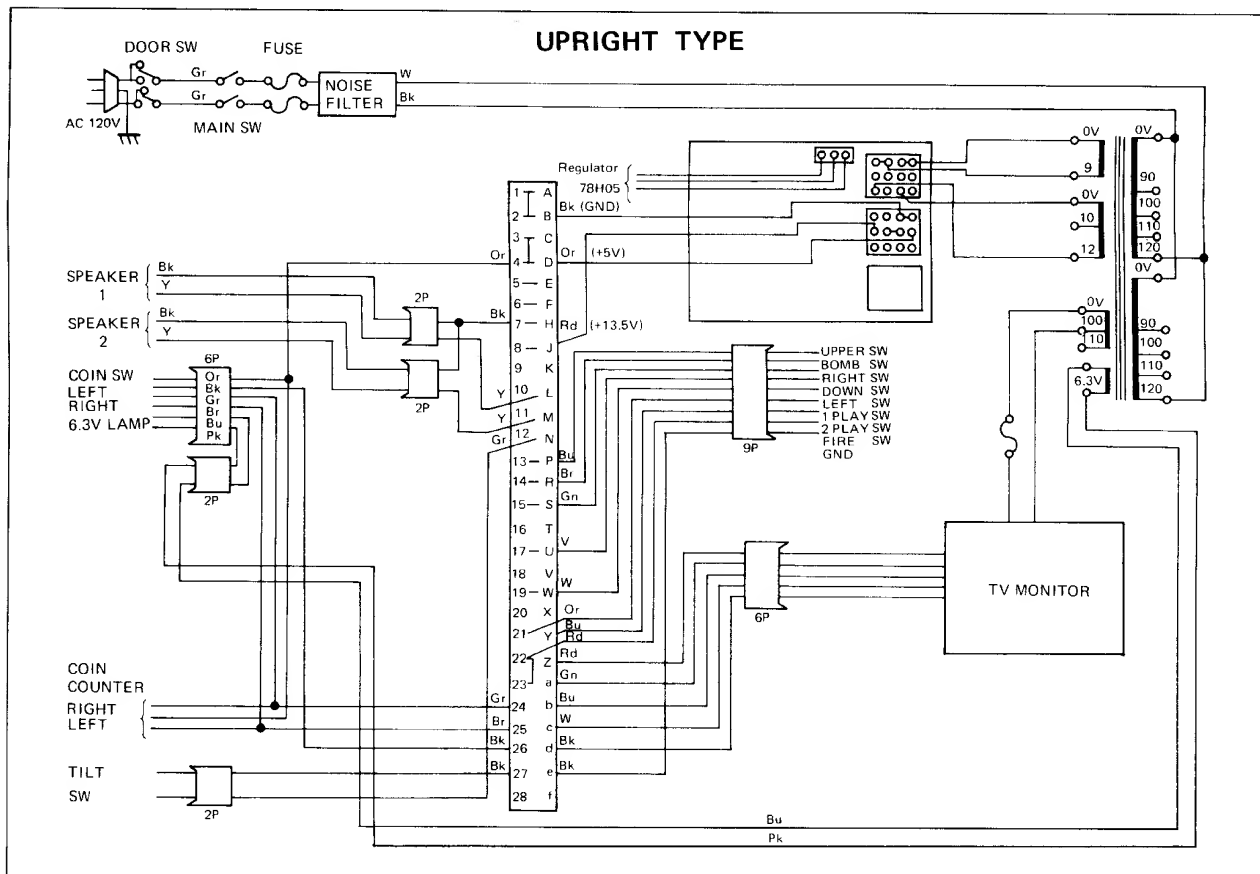 UPRIGHT TYPE
DOOR SW
FUSE
Gr
Gr
NOISE
FILTER
W
Bk
AC 120V
MAIN SW
Regulator
78H05
0V
9
0V
10
12
0V
90
100
110
120
0V
90
100
110
120
0V
100
10
6.3V
1 A
2 B
3 C
4 D
5 E
6 F
7 H
8 J
9 K
10 L
11 M
12 N
13 P
14 R
15 S
16 T
17 U
18 V
19 W
20 X
21 Y
22 Z
23 a
24 b
25 c
26 d
27 e
28 f
Bk (GND)
Or (+5V)
Rd (+13.5V)
Or
Bk
Y
Y
Gr
SPEAKER
1
Bk
Y
SPEAKER
2
Bk
Y
2P
2P
6P
COIN SW
LEFT
RIGHT
6.3V LAMP
Or
Bk
Gr
Br
Bu
Pk
2P
Bu
Br
Gn
V
W
Or
Bu
Rd
Rd
Gn
Bu
W
Bk
Bk
UPPER SW
BOMB SW
RIGHT SW
DOWN SW
LEFT SW
1 PLAY SW
2 PLAY SW
FIRE SW
GND
9P
6P
TV MONITOR
COIN
COUNTER
RIGHT
LEFT
Gr
Br
Bk
Bk
TILT
SW
2P
Bu
Pk